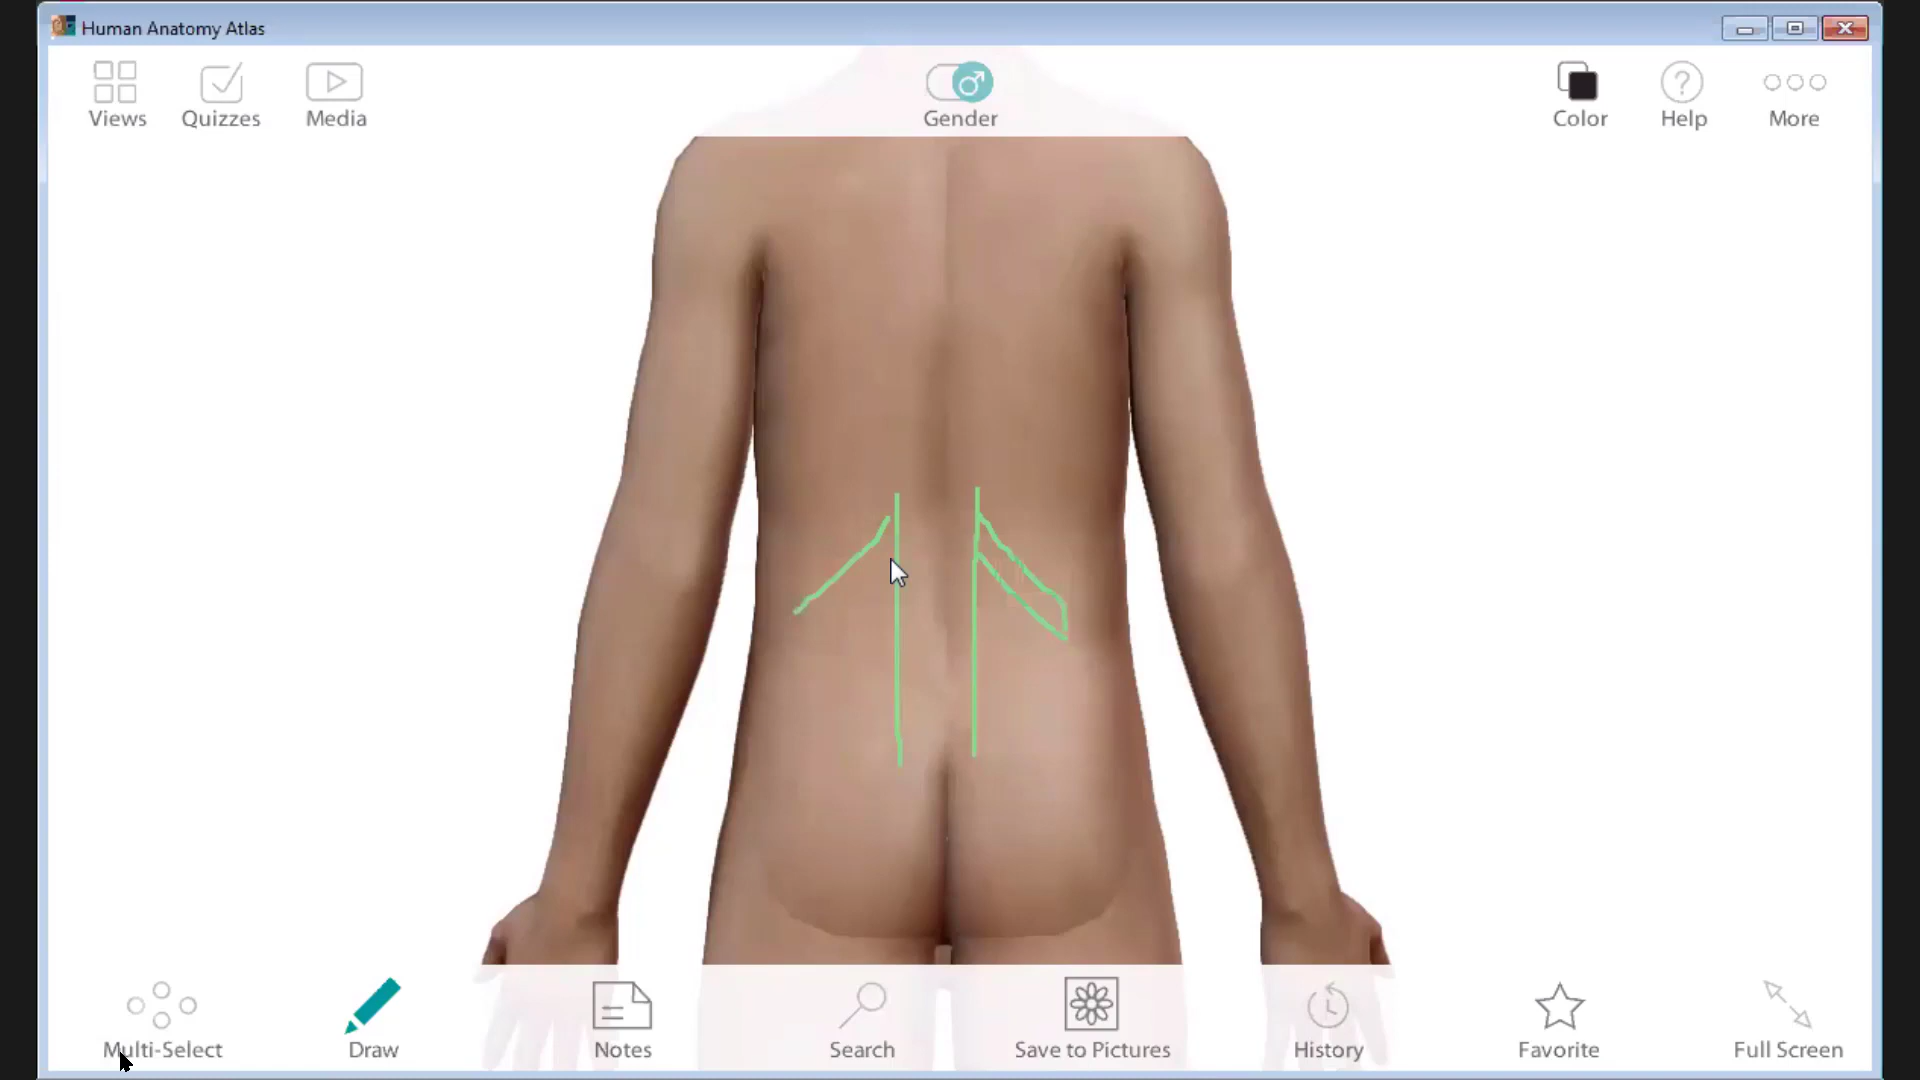 Human Anatomy Atlas
Views Quizzes Media Gender Color Help More
Multi-Select Draw Notes Search Save to Pictures History Favorite Full Screen